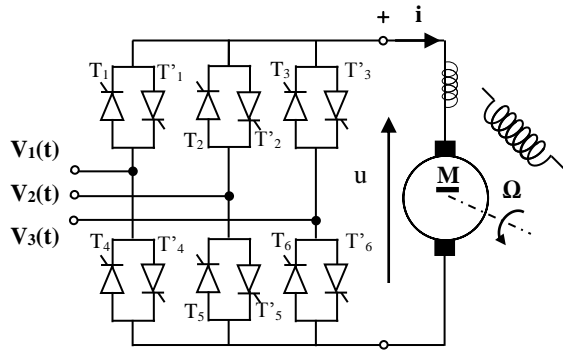 + i
T1 T'1 T3 T'3
T2 T'2
V1(t)
V2(t)
V3(t)
u M Ω
T4 T'4 T6 T'6
T5 T'5